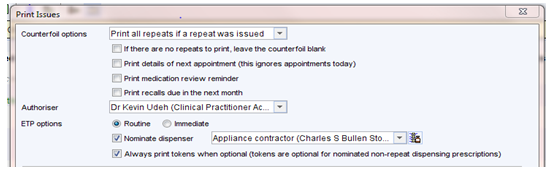 Print Issues
Counterfoil options Print all repeats if a repeat was issued
If there are no repeats to print, leave the counterfoil blank
Print details of next appointment (this ignores appointments today)
Print medication review reminder
Print recalls due in the next month
Authoriser Dr Kevin Udeh (Clinical Practitioner Ac...
ETP options Routine Immediate
Nominate dispenser Appliance contractor (Charles S Bullen Sto...
Always print tokens when optional (tokens are optional for nominated non-repeat dispensing prescriptions)